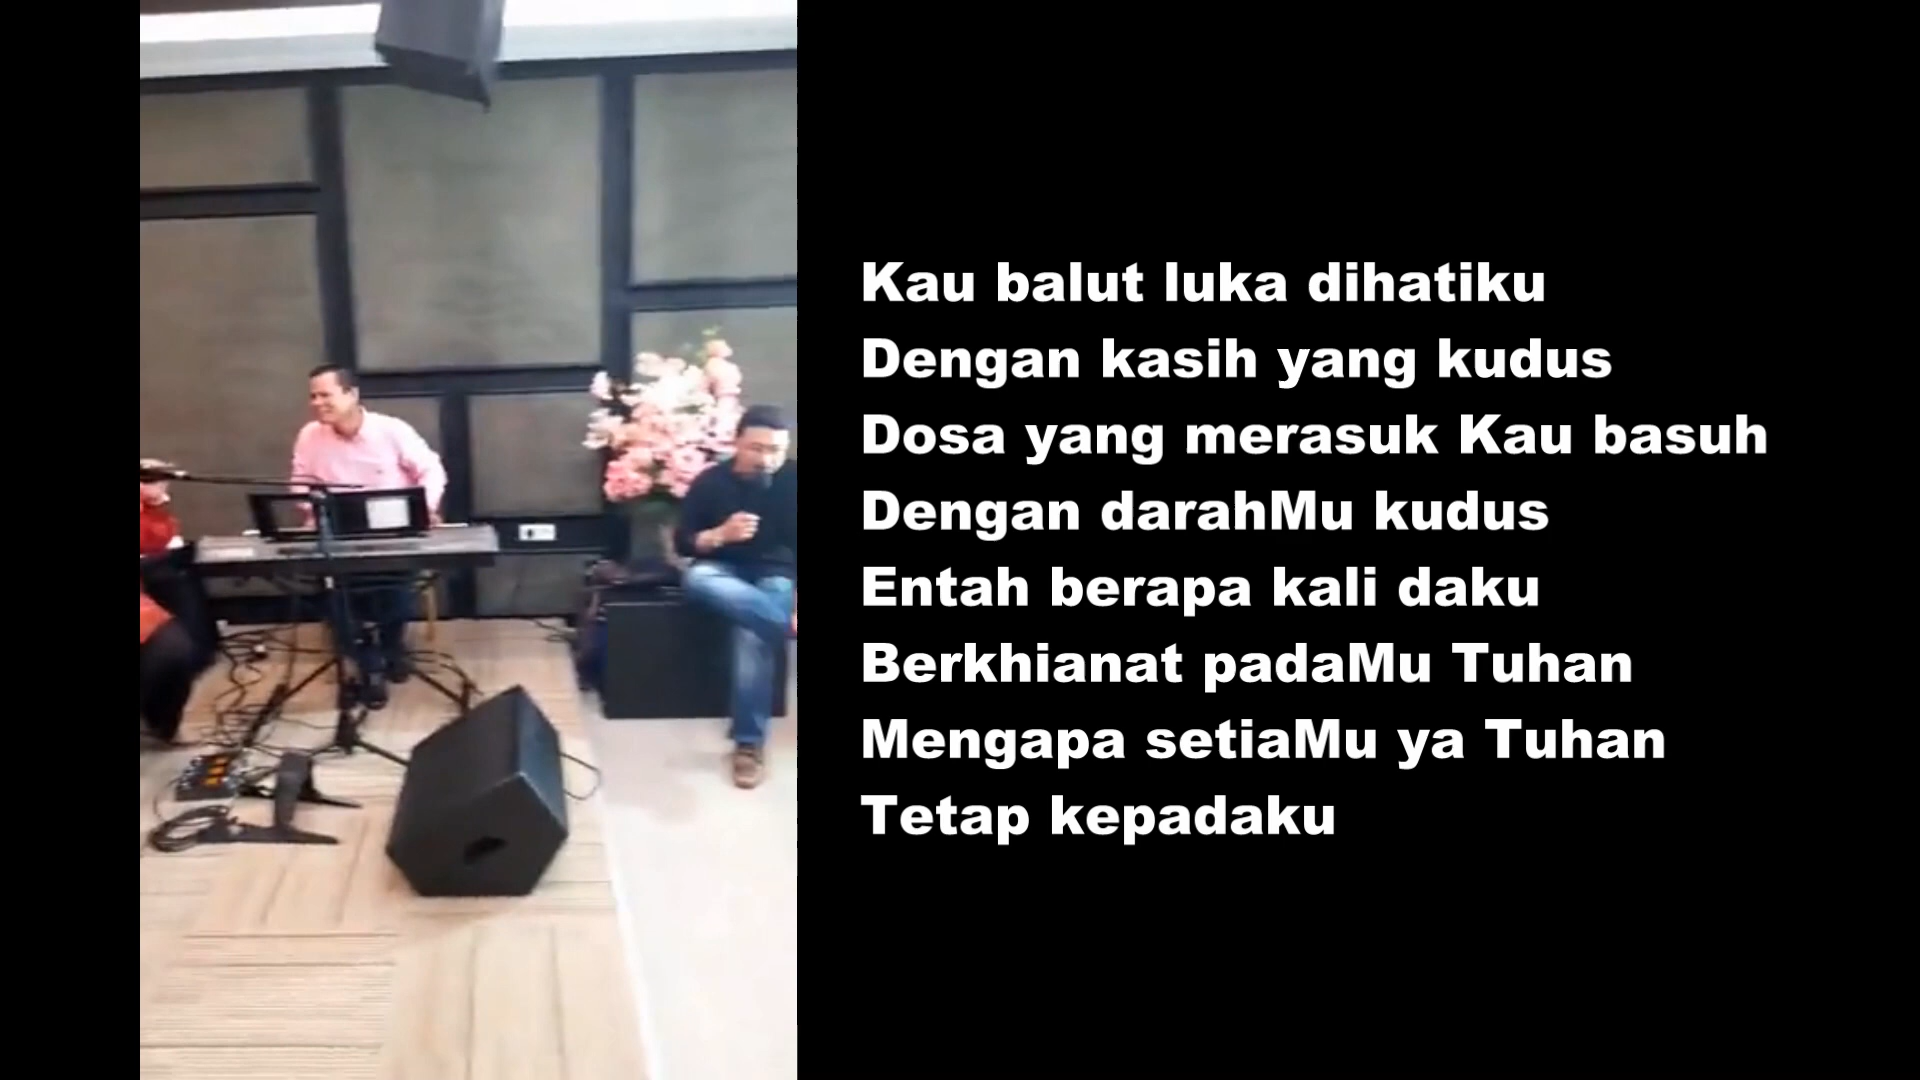 Kau balut luka dihatiku
Dengan kasih yang kudus
Dosa yang merasuk Kau basuh
Dengan darahMu kudus
Entah berapa kali daku
Berkhianat padaMu Tuhan
Mengapa setiaMu ya Tuhan
Tetap kepadaku